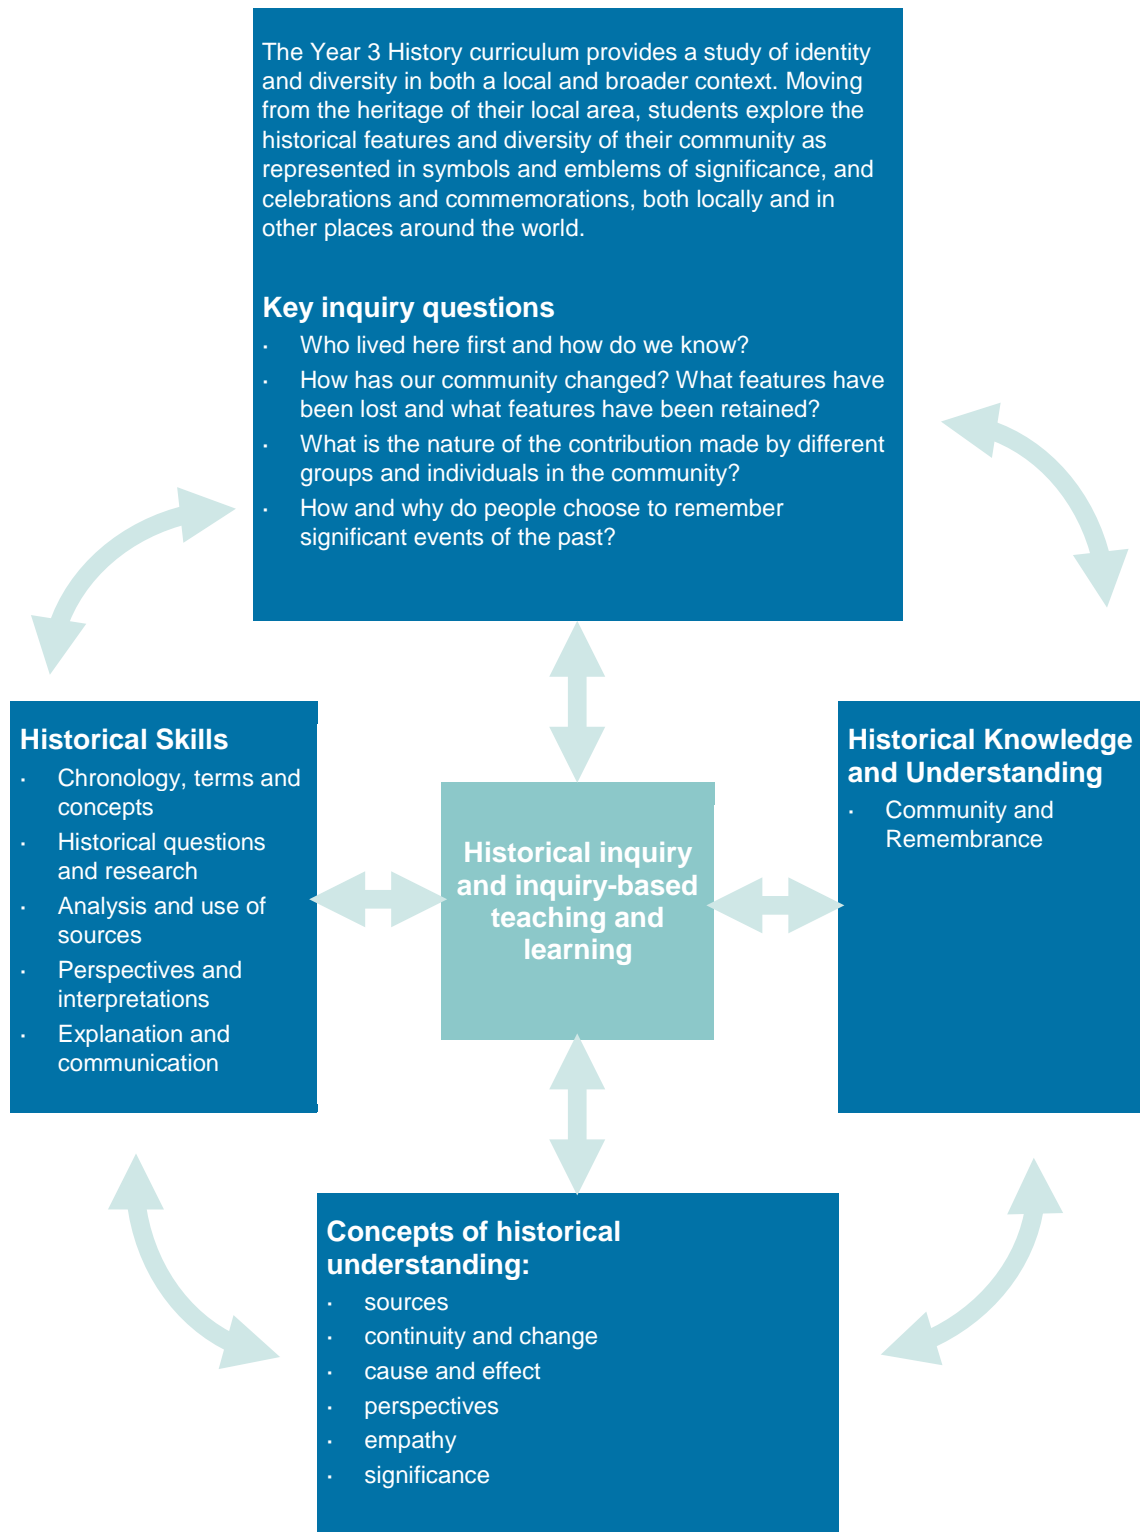 The Year 3 History curriculum provides a study of identity
and diversity in both a local and broader context. Moving
from the heritage of their local area, students explore the
historical features and diversity of their community as
represented in symbols and emblems of significance, and
celebrations and commemorations, both locally and in
other places around the world.
Key inquiry questions
· Who lived here first and how do we know?
· How has our community changed? What features have
been lost and what features have been retained?
· What is the nature of the contribution made by different
groups and individuals in the community?
· How and why do people choose to remember
significant events of the past?
Historical Skills
· Chronology, terms and
concepts
· Historical questions
and research
· Analysis and use of
sources
· Perspectives and
interpretations
· Explanation and
communication
Historical inquiry
and inquiry-based
teaching and
learning
Historical Knowledge
and Understanding
· Community and
Remembrance
Concepts of historical
understanding:
· sources
· continuity and change
· cause and effect
· perspectives
· empathy
· significance